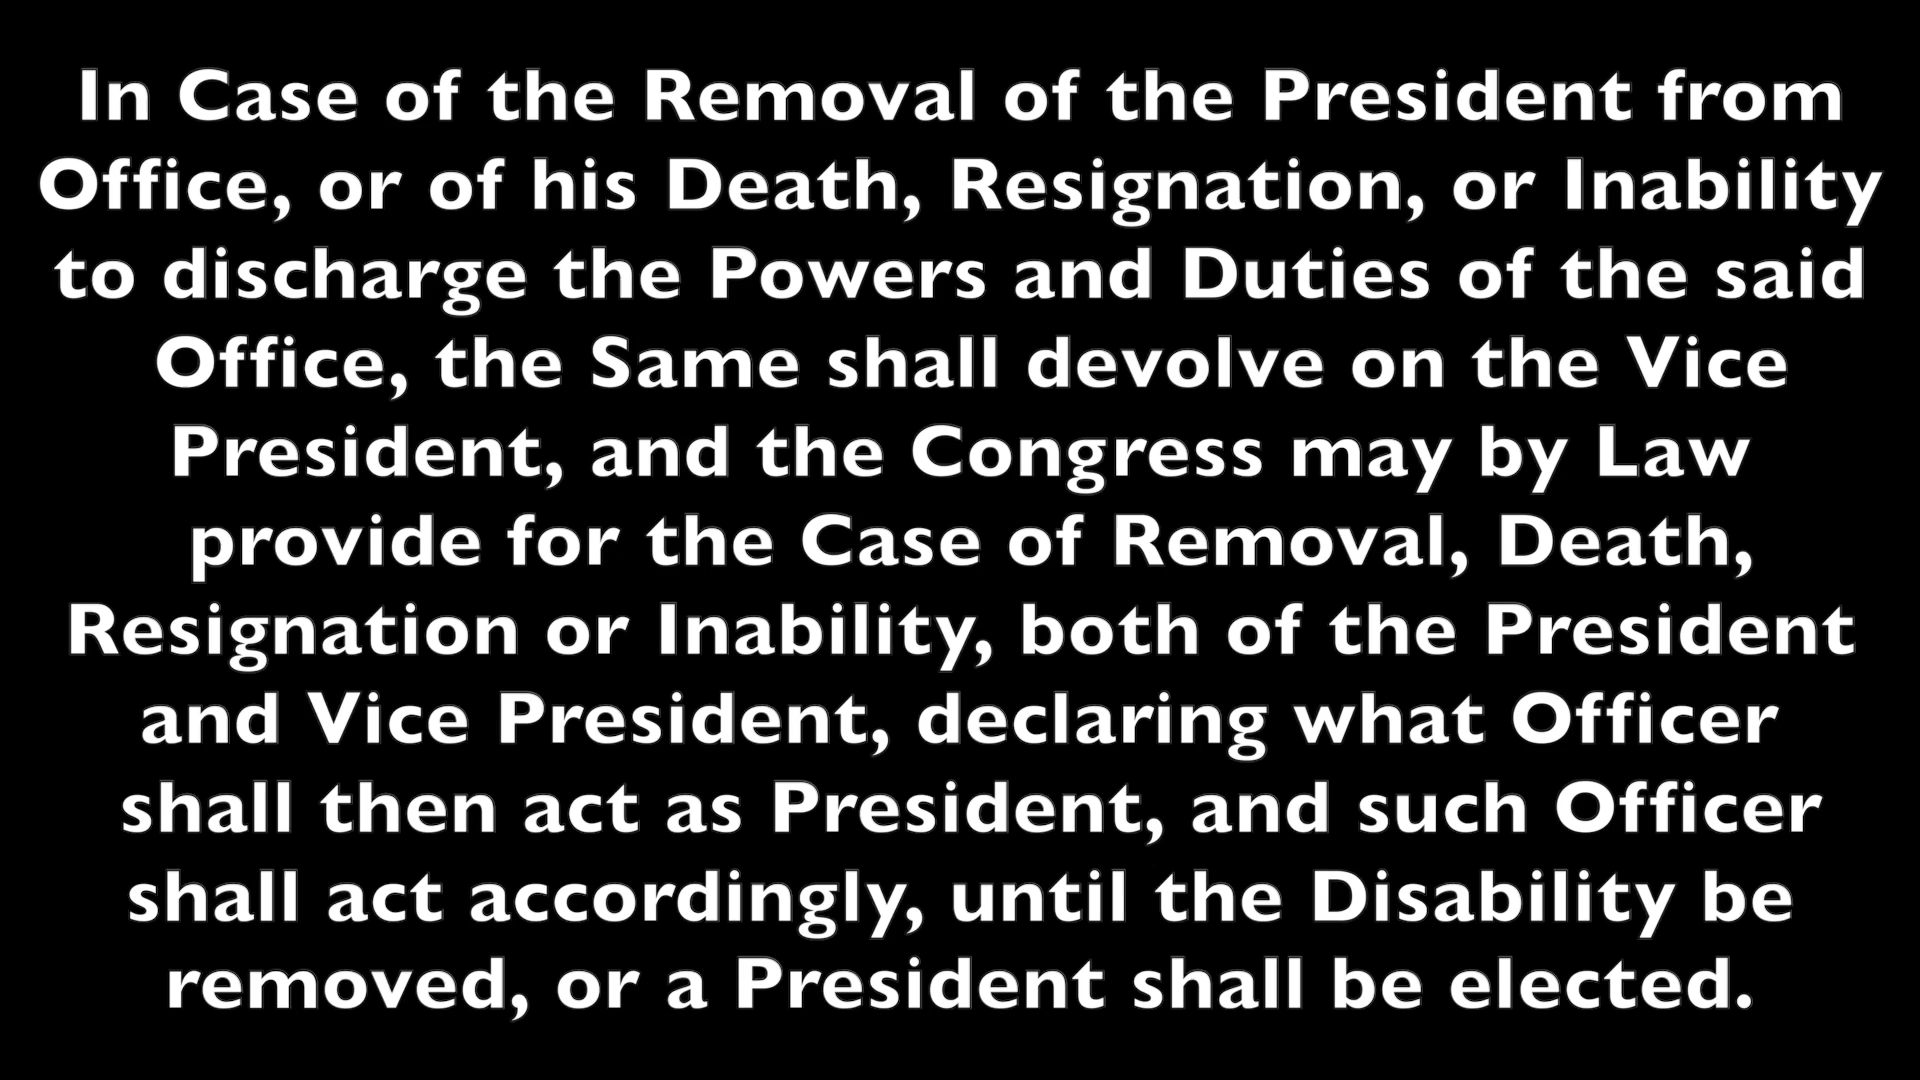 In Case of the Removal of the President from
Office, or of his Death, Resignation, or Inability
to discharge the Powers and Duties of the said
Office, the Same shall devolve on the Vice
President, and the Congress may by Law
provide for the Case of Removal, Death,
Resignation or Inability, both of the President
and Vice President, declaring what Officer
shall then act as President, and such Officer
shall act accordingly, until the Disability be
removed, or a President shall be elected.